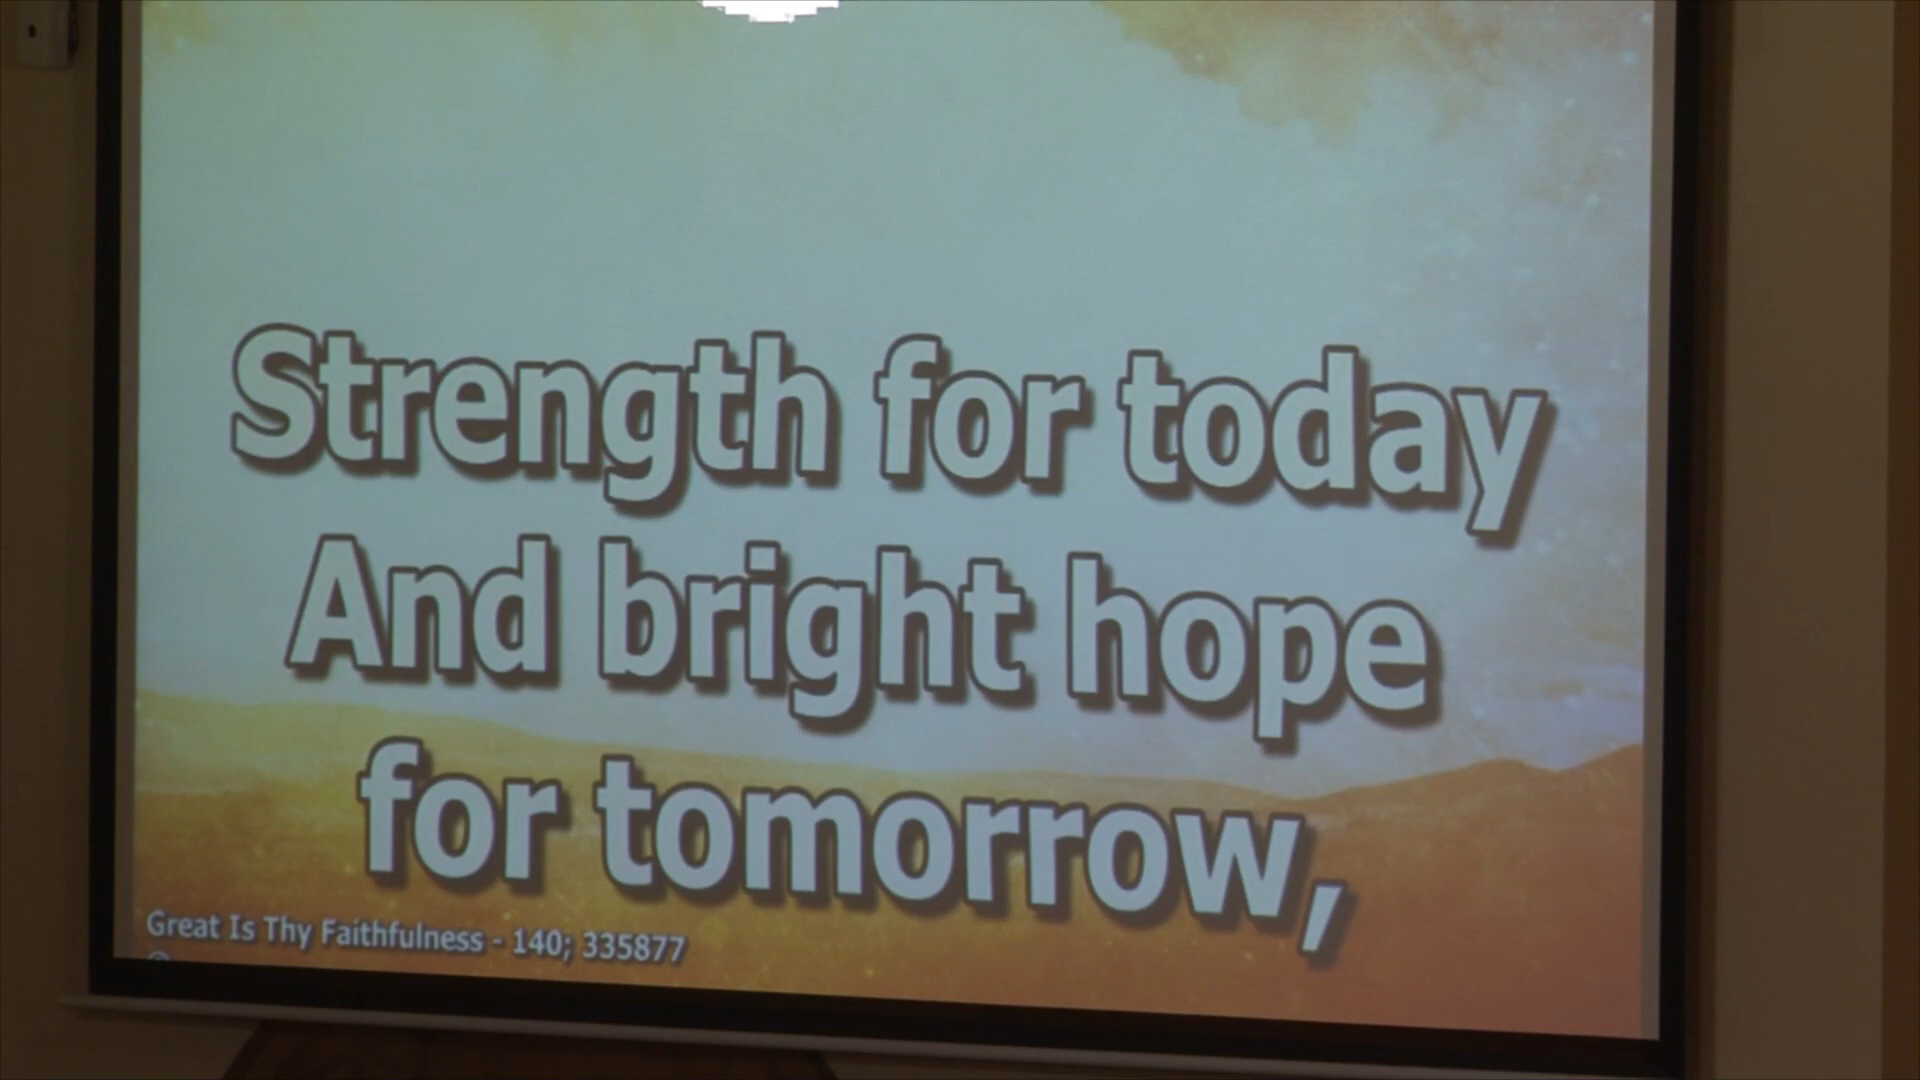 Strength for today
And bright hope
for tomorrow,
Great Is Thy Faithfulness - 140; 335877